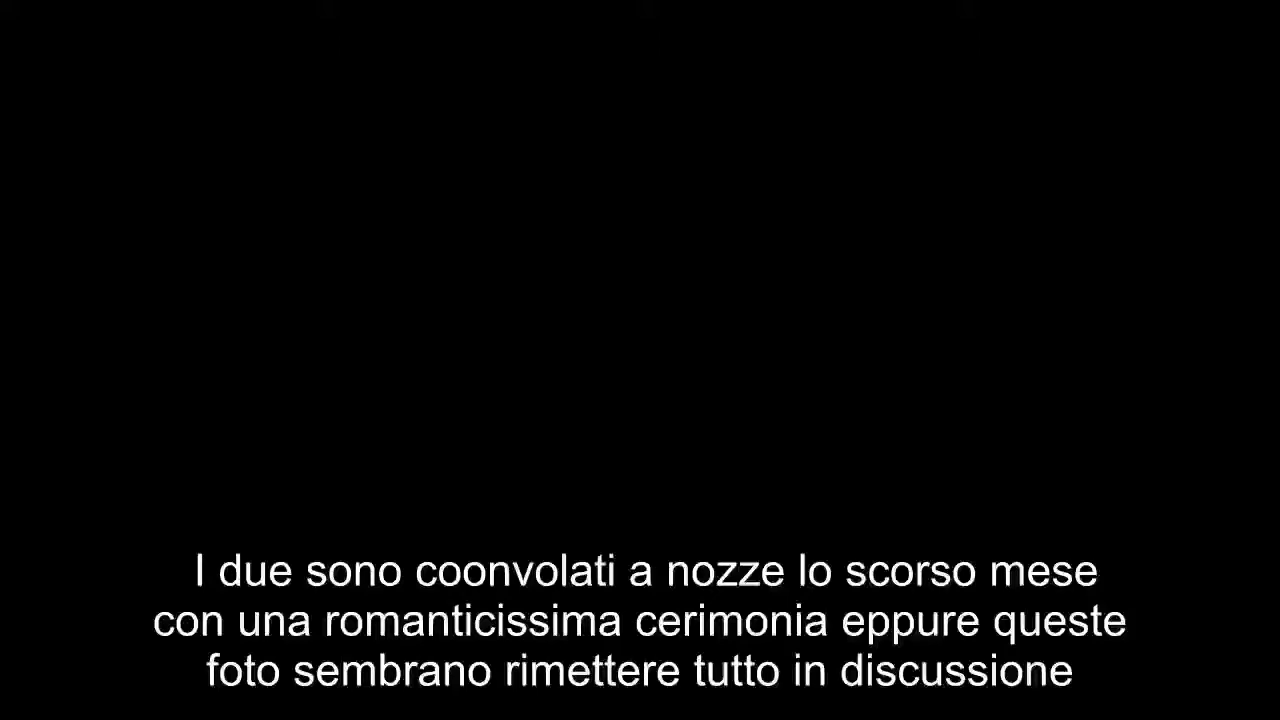 I due sono coonvolati a nozze lo scorso mese
con una romanticissima cerimonia eppure queste
foto sembrano rimettere tutto in discussione